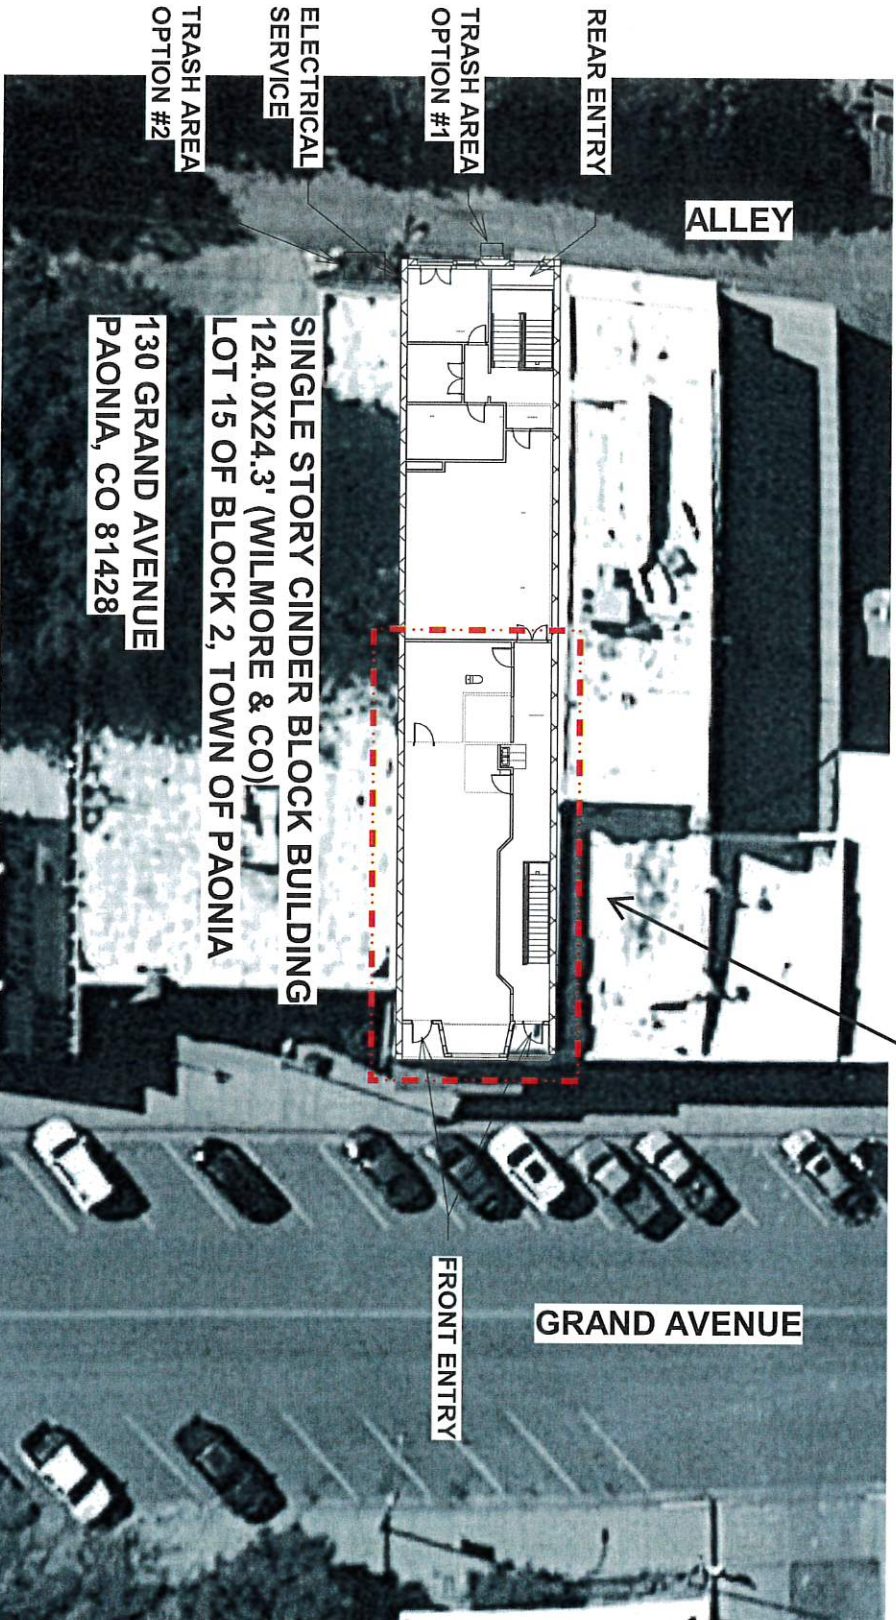 REAR ENTRY
TRASH AREA
OPTION #1
ELECTRICAL
SERVICE
TRASH AREA
OPTION #2
ALLEY
SINGLE STORY CINDER BLOCK BUILDING
124.0X24.3' (WILMORE & CO)
LOT 15 OF BLOCK 2, TOWN OF PAONIA
130 GRAND AVENUE
PAONIA, CO 81428
FRONT ENTRY
GRAND AVENUE